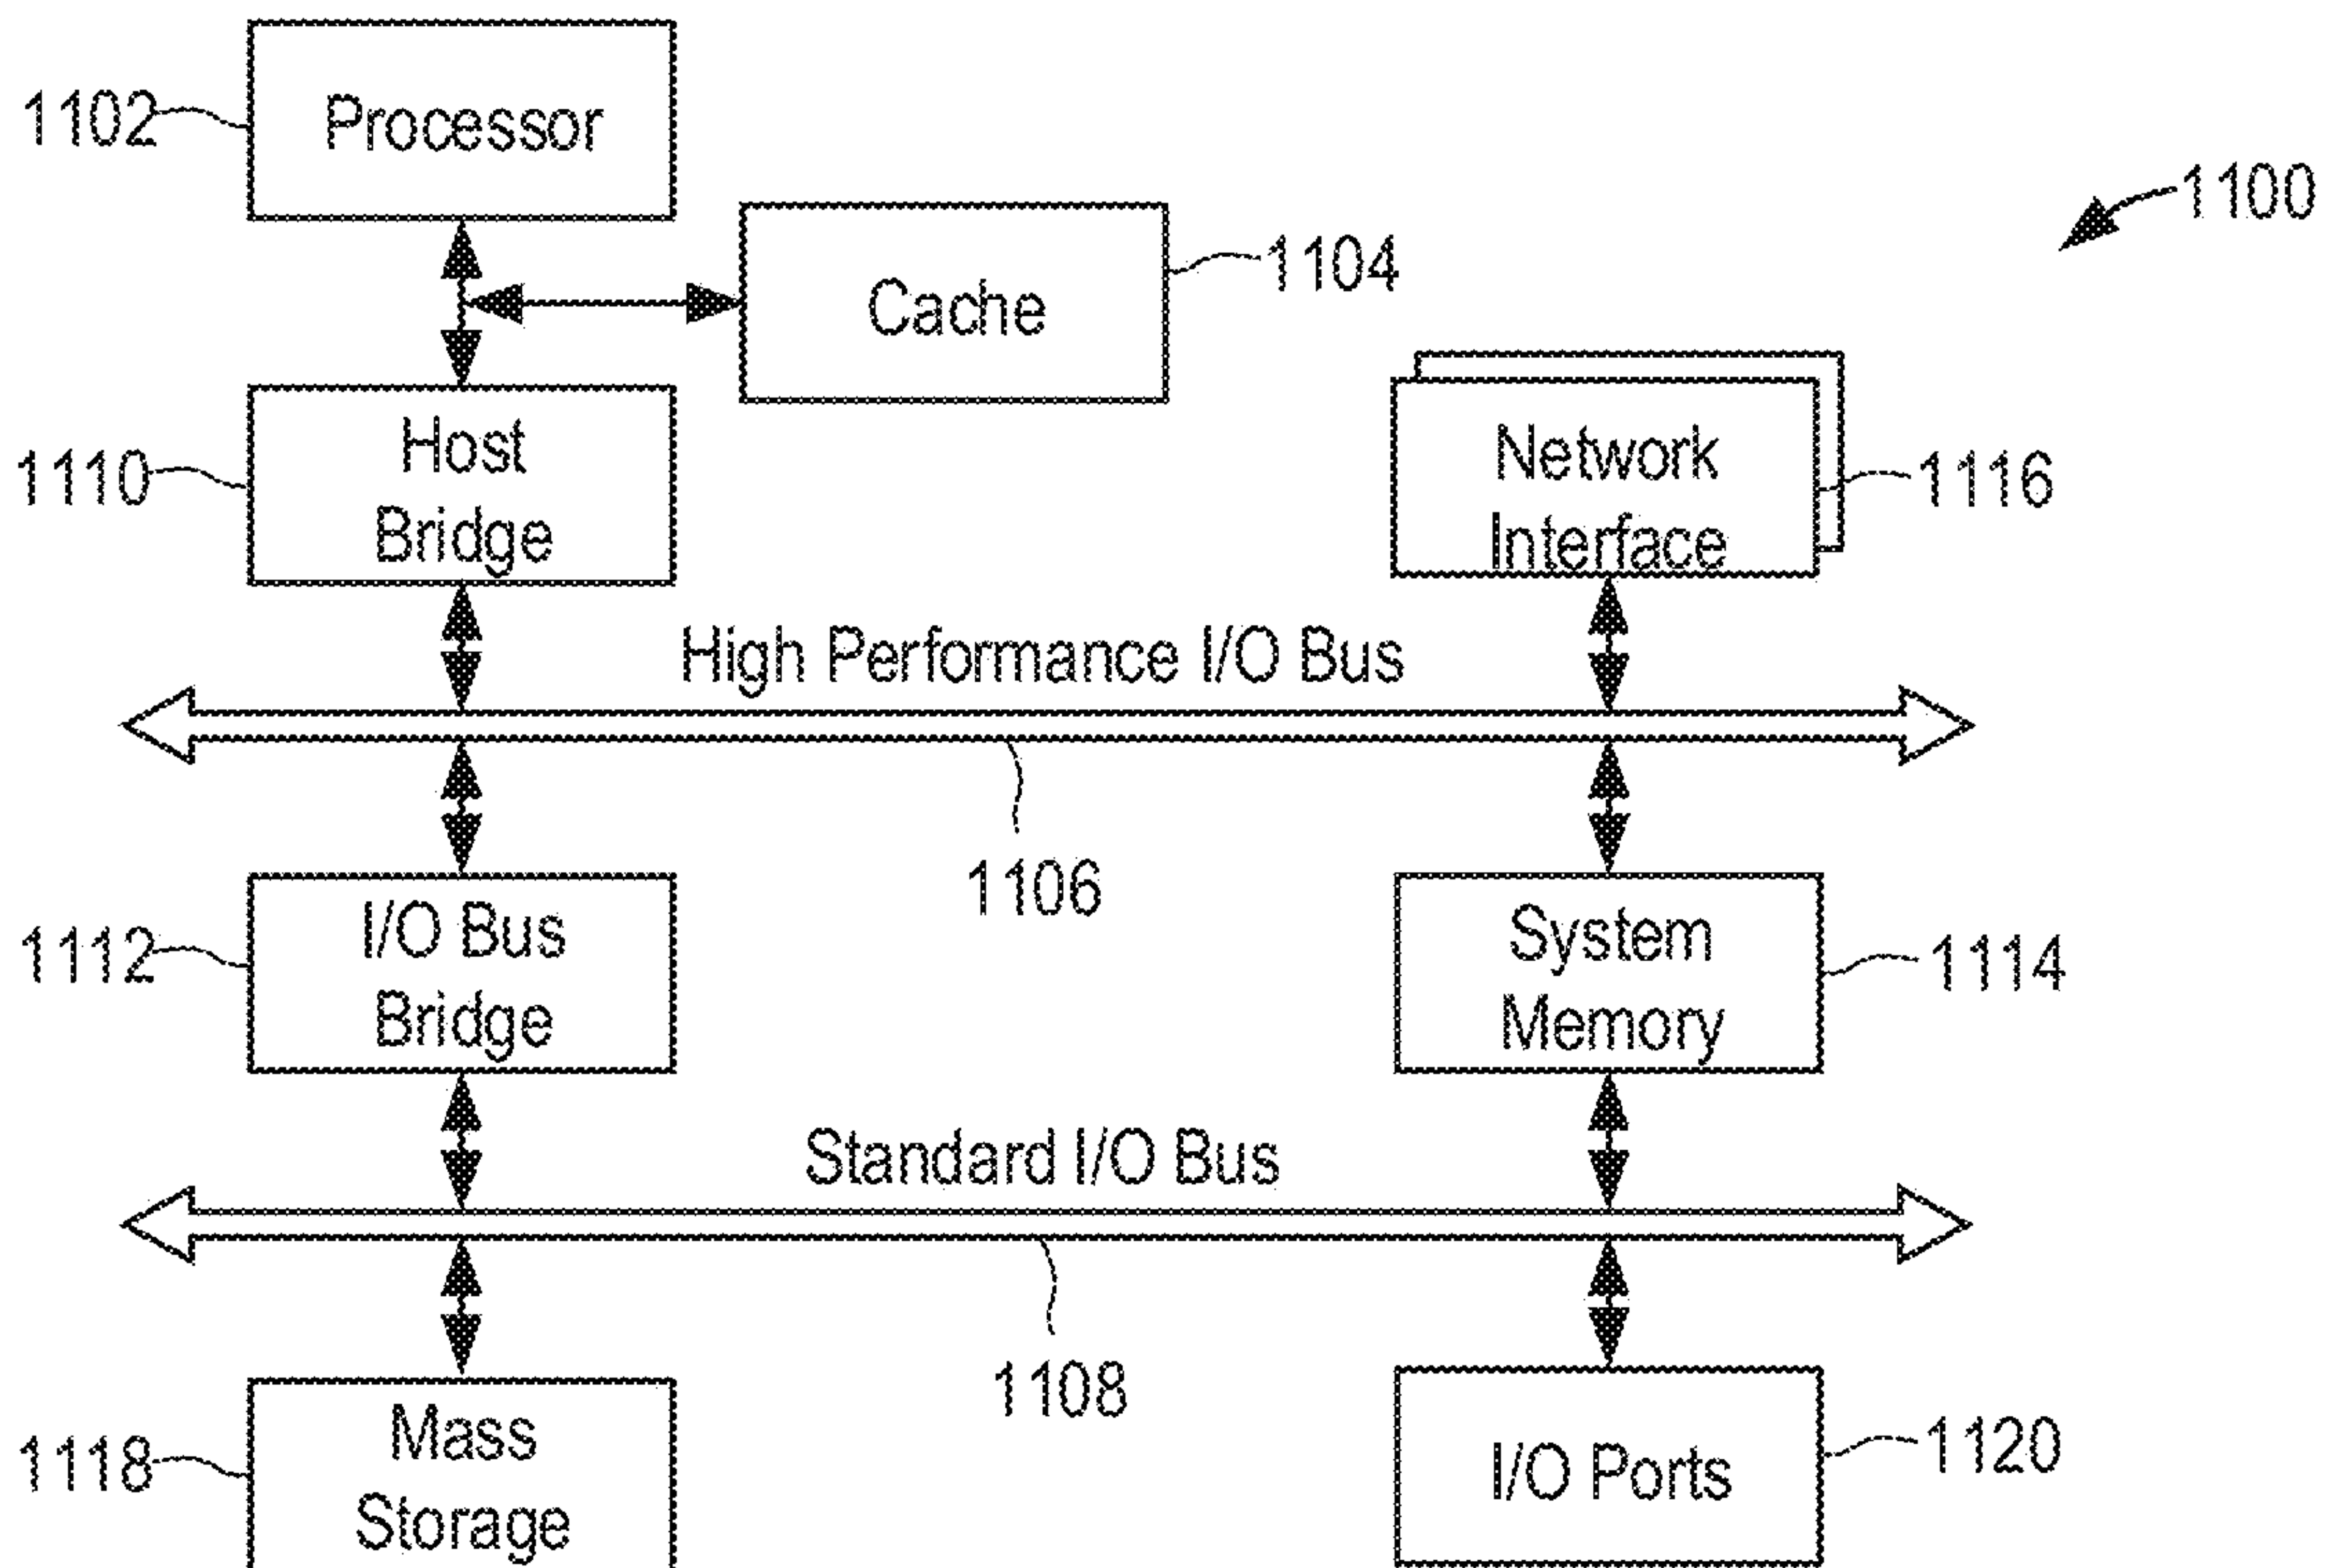 1102
Processor
1100
1104
Cache
1110
Host
Bridge
Network
Interface
1116
High Performance I/O Bus
1106
1112
I/O Bus
Bridge
System
Memory
1114
Standard I/O Bus
1108
1118
Mass
Storage
I/O Ports
1120